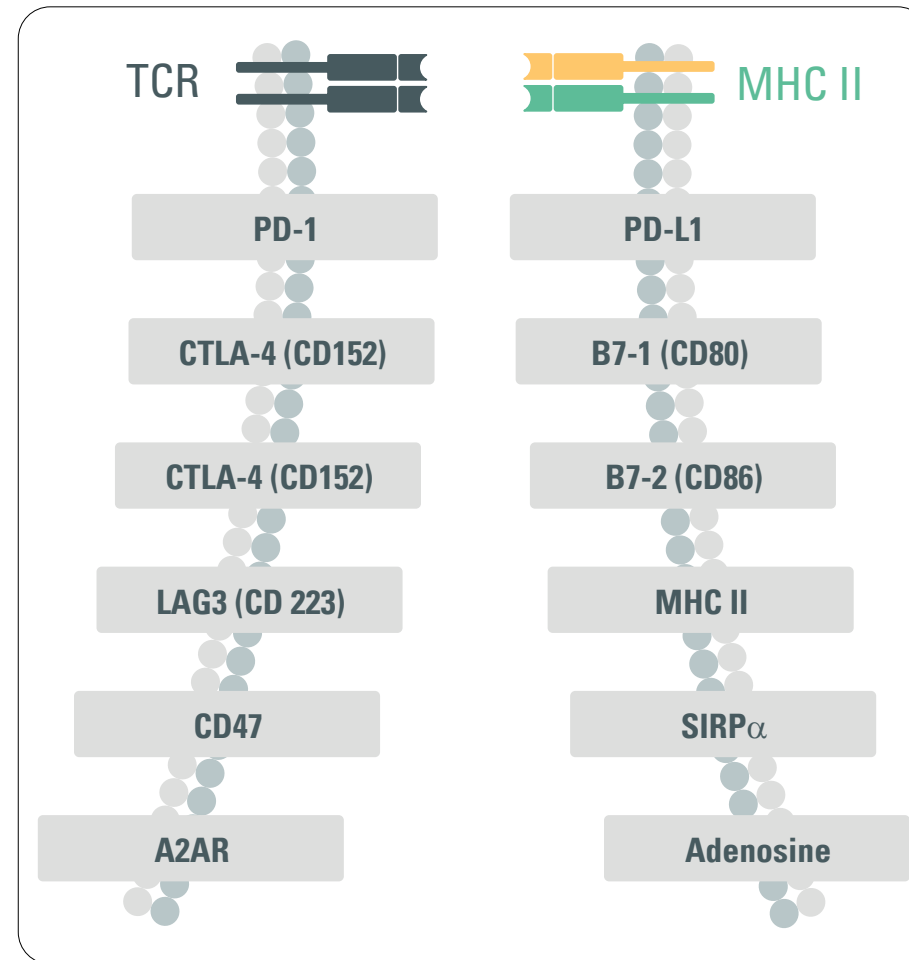 TCR
MHC II
PD-1
PD-L1
CTLA-4 (CD152)
B7-1 (CD80)
CTLA-4 (CD152)
B7-2 (CD86)
LAG3 (CD 223)
MHC II
CD47
SIRPα
A2AR
Adenosine